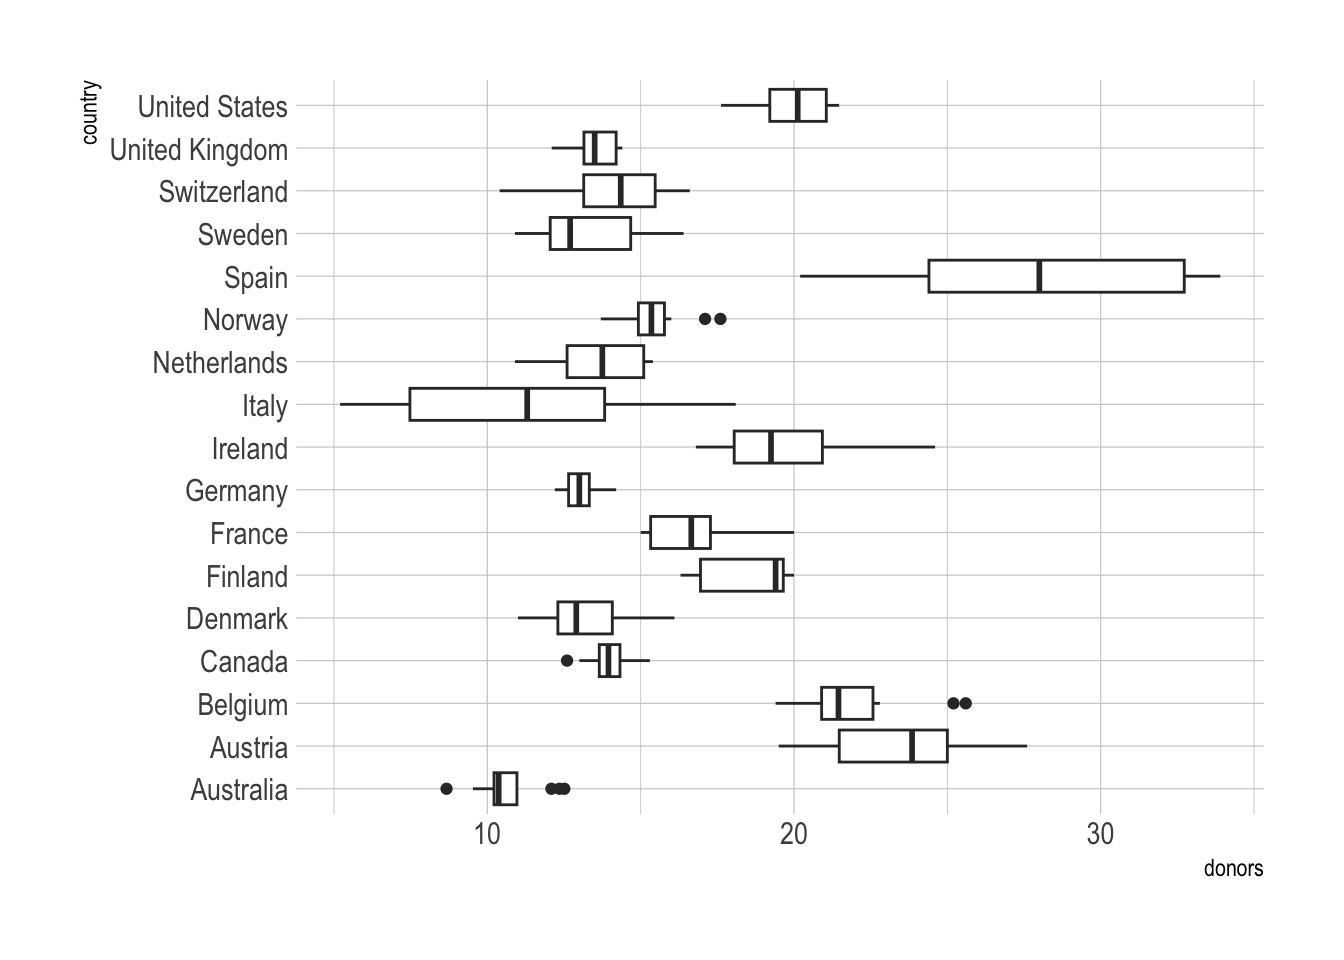 country
United States
United Kingdom
Switzerland
Sweden
Spain
Norway
Netherlands
Italy
Ireland
Germany
France
Finland
Denmark
Canada
Belgium
Austria
Australia
10 20 30
donors